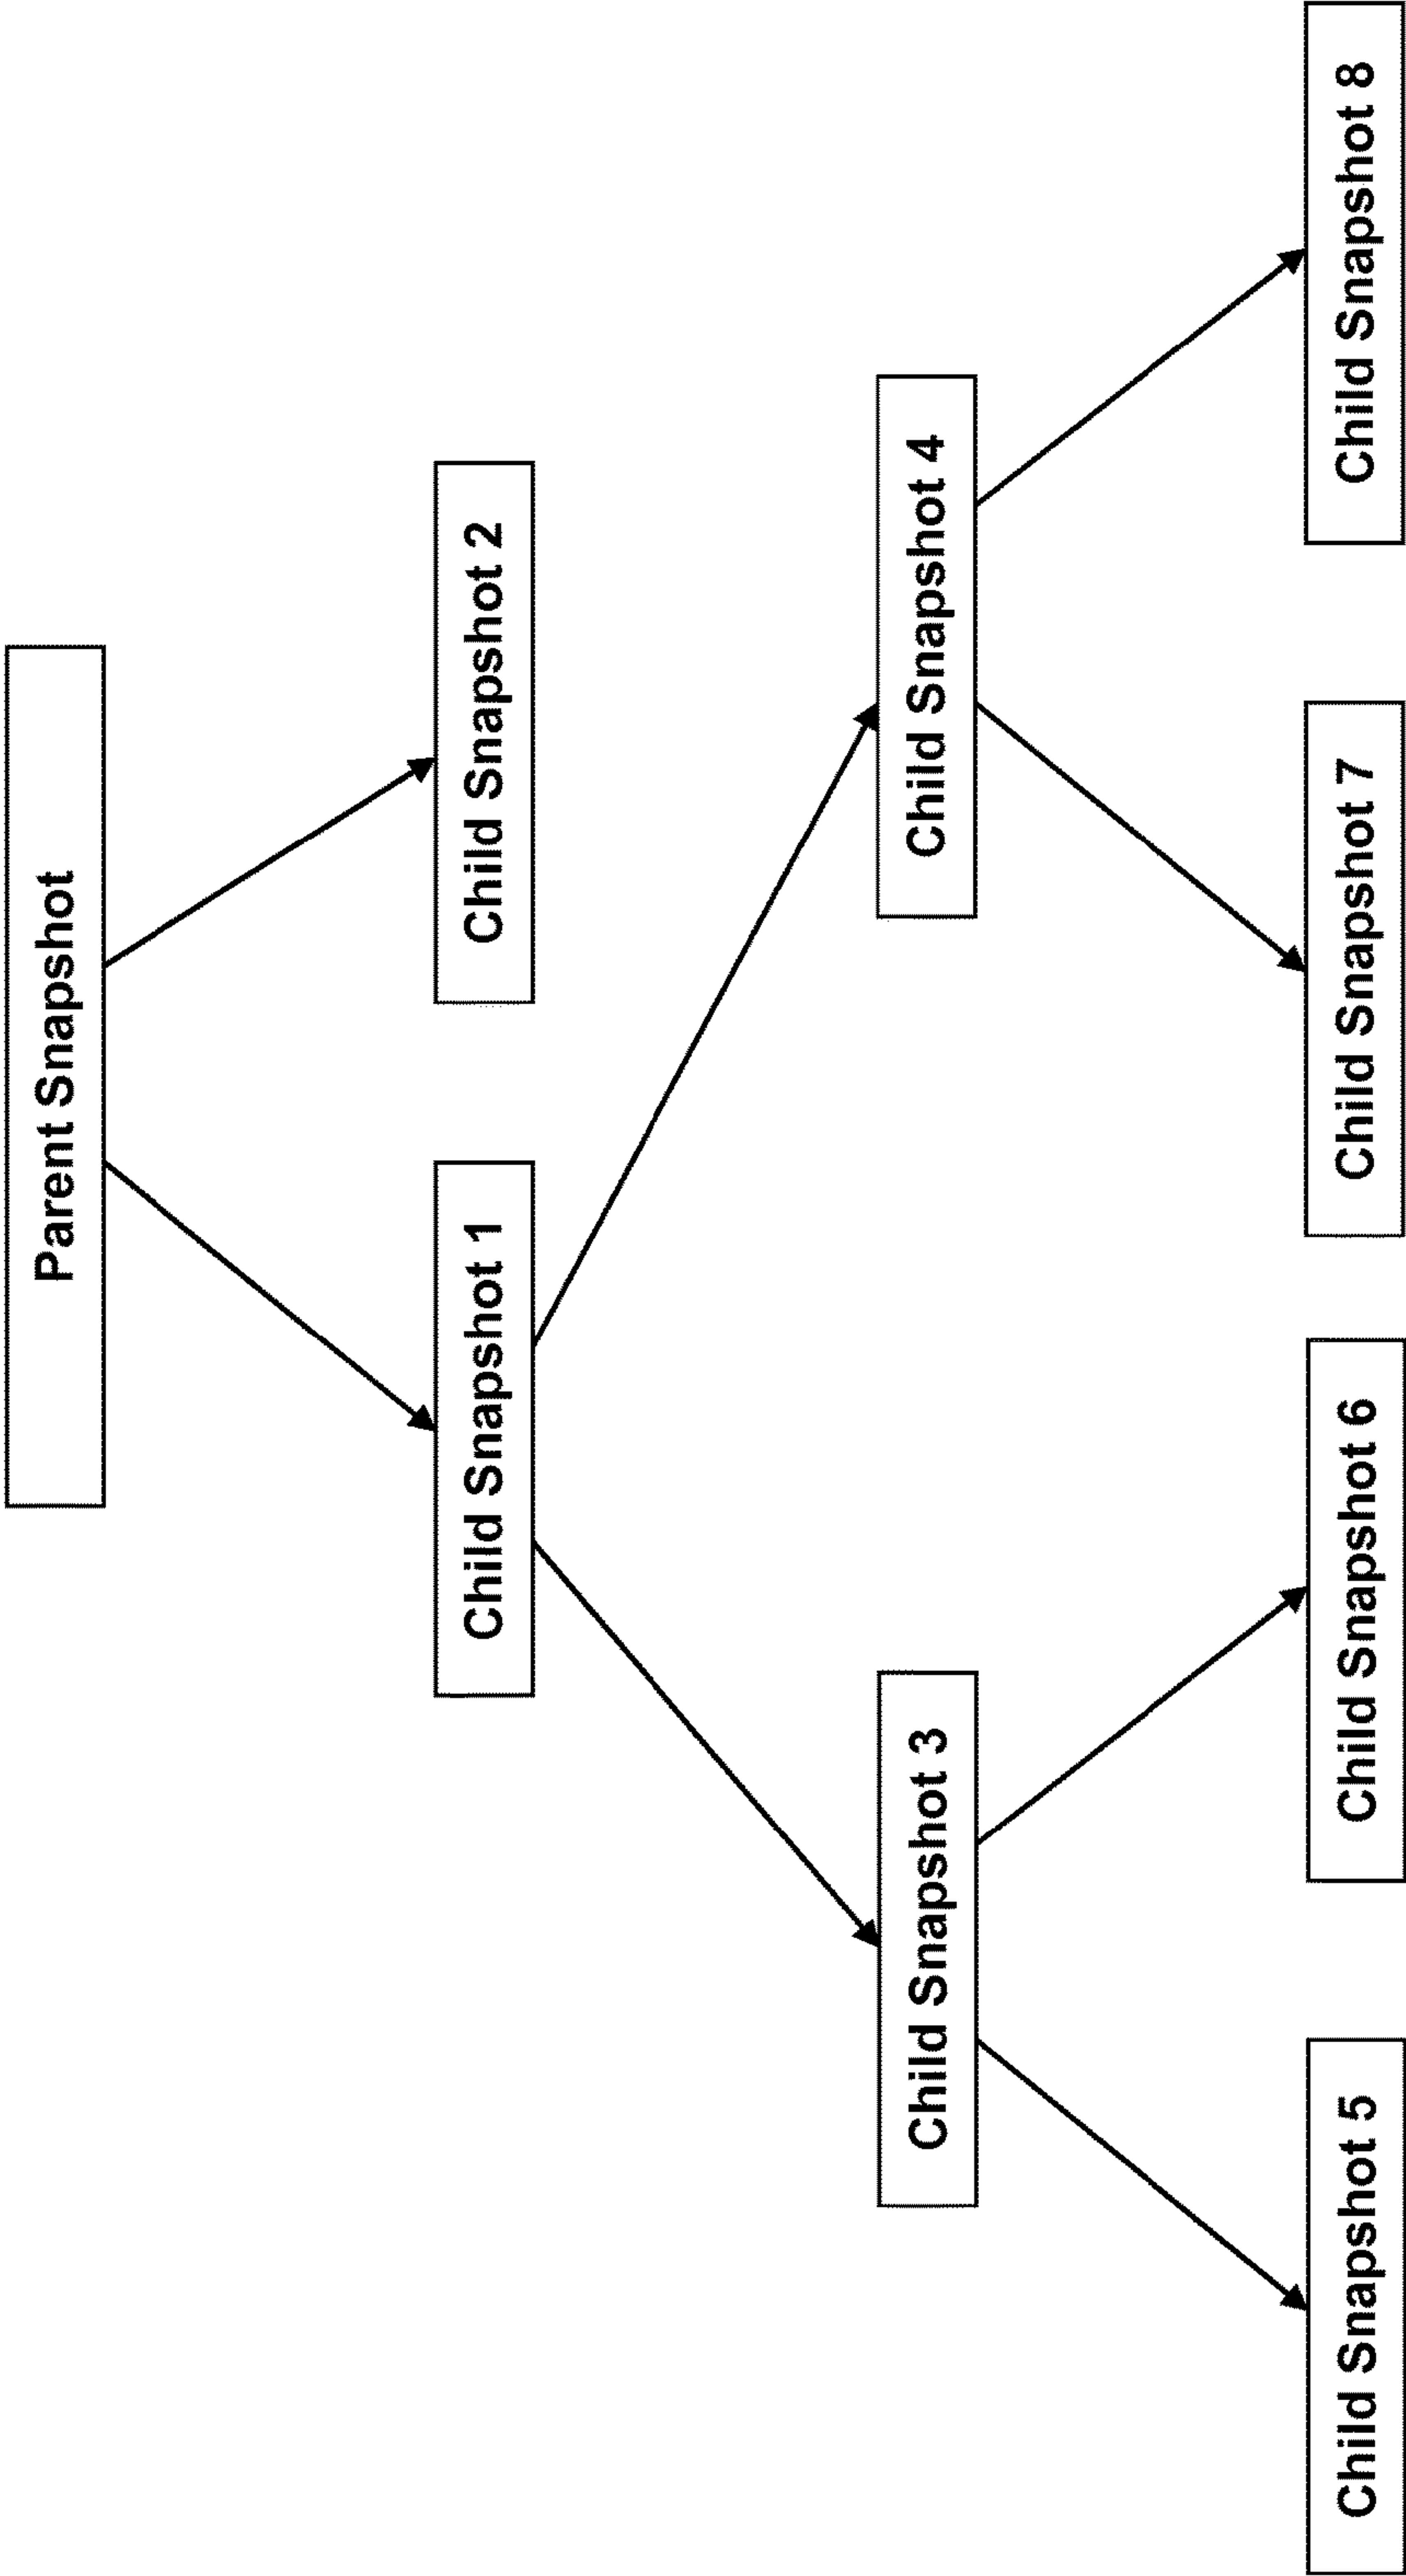 Parent Snapshot
Child Snapshot 1
Child Snapshot 2
Child Snapshot 3
Child Snapshot 4
Child Snapshot 5
Child Snapshot 6
Child Snapshot 7
Child Snapshot 8